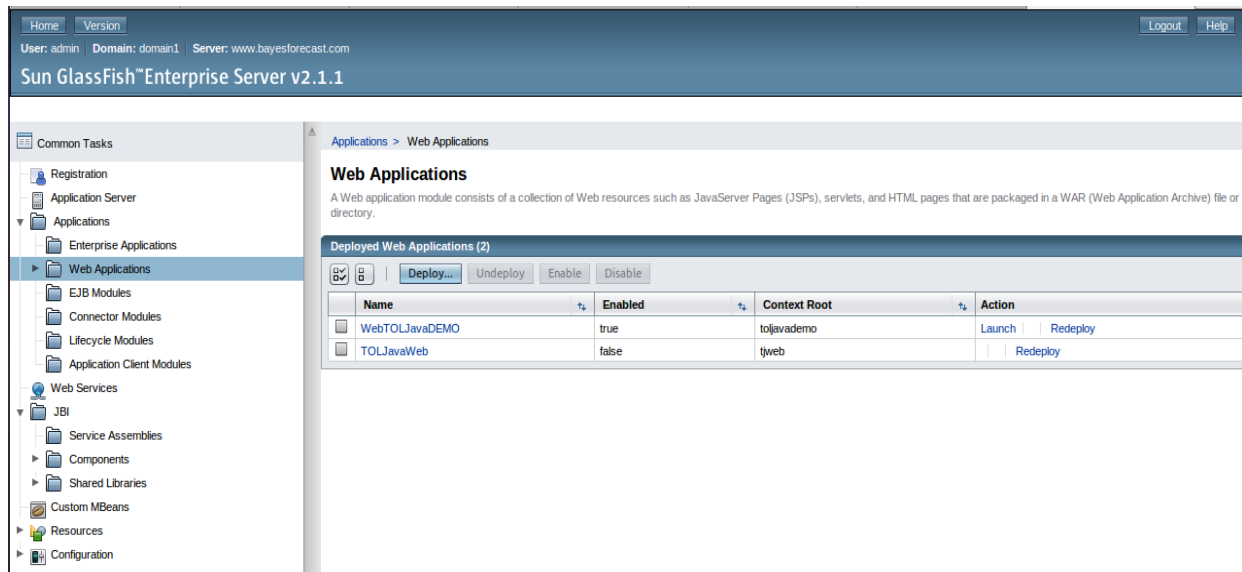 Home Version Logout Help
User: admin Domain: domain1 Server: www.bayesforecast.com
Sun GlassFish™Enterprise Server v2.1.1
Common Tasks
Registration
Application Server
Applications
Enterprise Applications
Web Applications
EJB Modules
Connector Modules
Lifecycle Modules
Application Client Modules
Web Services
JBI
Service Assemblies
Components
Shared Libraries
Custom MBeans
Resources
Configuration
Applications > Web Applications
Web Applications
A Web application module consists of a collection of Web resources such as JavaServer Pages (JSPs), servlets, and HTML pages that are packaged in a WAR (Web Application Archive) file or
directory.
Deployed Web Applications (2)
Deploy... Undeploy Enable Disable
Name Enabled Context Root Action
WebTOLJavaDEMO true toljavademo Launch Redeploy
TOLJavaWeb false tjweb Redeploy